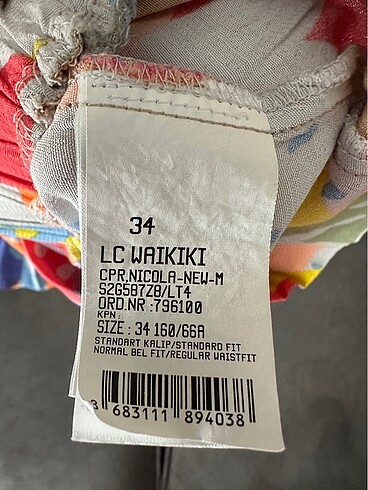 34
LC WAIKIKI
CPR.NICOLA-NEW-M
S2G587Z8/LT4
ORD.NR :796100
KPN:
SIZE : 34 160/66A
STANDART KALIP/STANDARD FIT
NORMAL BEL FIT/REGULAR WAISTFIT
8 683111 894038